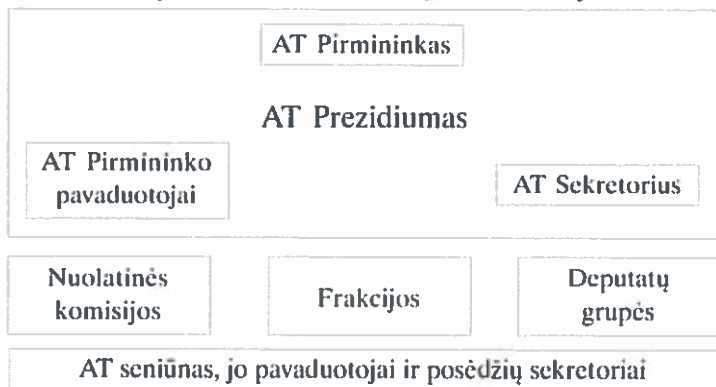 AT Pirmininkas
AT Prezidiumas
AT Pirmininko
pavaduotojai
AT Sekretorius
Nuolatinės
komisijos
Frakcijos
Deputatų
grupės
AT seniūnas, jo pavaduotojai ir posėdžių sekretoriai